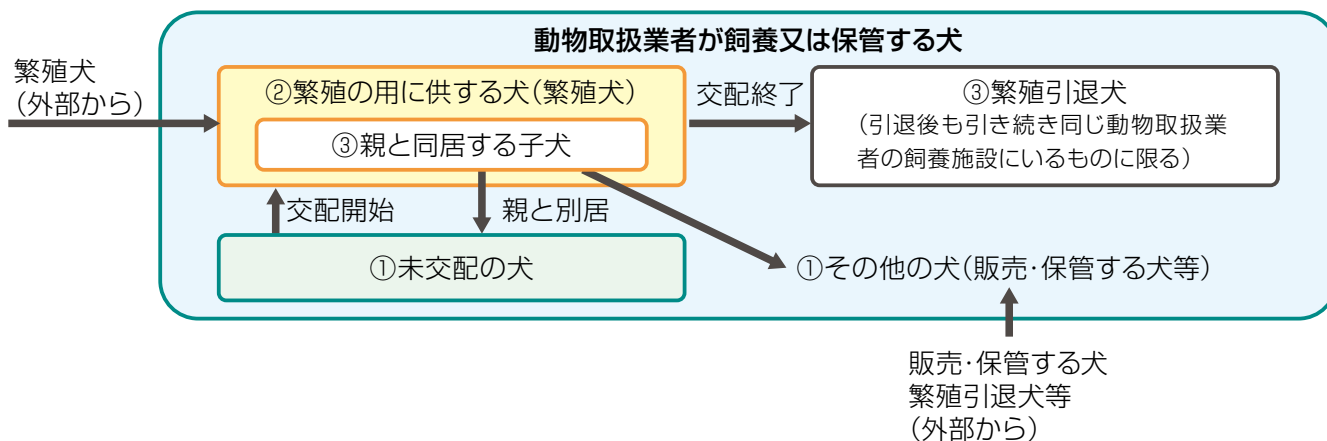 動物取扱業者が飼養又は保管する犬
繁殖犬
（外部から）
②繁殖の用に供する犬（繁殖犬）
③親と同居する子犬
交配終了
③繁殖引退犬
（引退後も引き続き同じ動物取扱業
者の飼養施設にいるものに限る）
交配開始
親と別居
①未交配の犬
①その他の犬（販売・保管する犬等）
販売・保管する犬
繁殖引退犬等
（外部から）